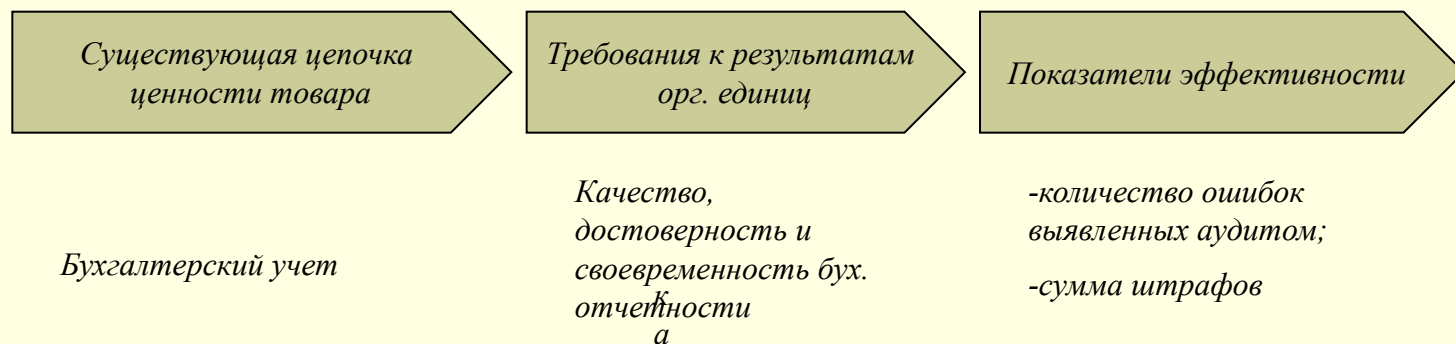 Существующая цепочка
ценности товара
Требования к результатам
орг. единиц
Показатели эффективности
Бухгалтерский учет
Качество,
достоверность и
своевременность бух.
отчетности
к
а
-количество ошибок
выявленных аудитом;
-сумма штрафов